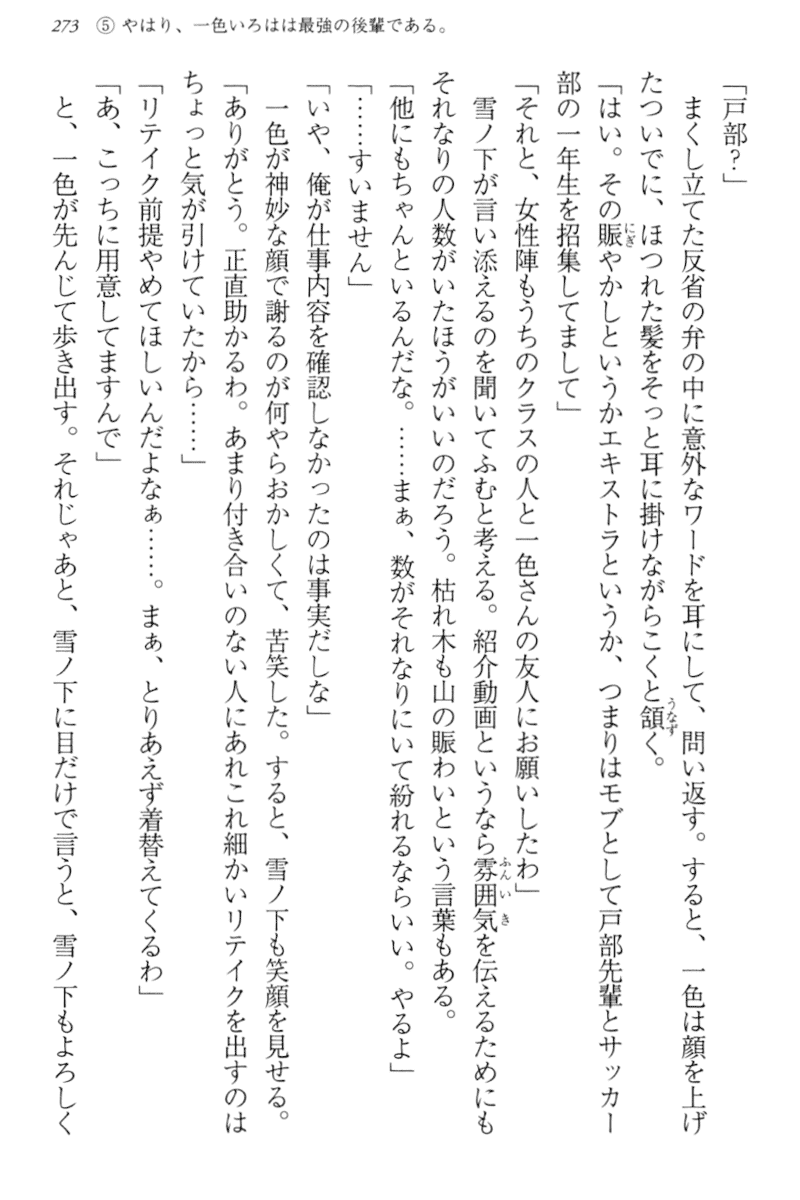 273 ⑤ やはり、一色いろはは最強の後輩である。
「戸部？」
まくし立てた反省の弁の中に意外なワードを耳にして、問い返す。すると、一色は顔を上げ
たついでに、ほつれた髪をそっと耳に掛けながらこくと頷く。
「はい。その賑やかしというかエキストラというか、つまりはモブとして戸部先輩とサッカー
部の一年生を招集してまして」
「それと、女性陣もうちのクラスの人と一色さんの友人にお願いしたわ」
雪ノ下が言い添えるのを聞いてふむと考える。紹介動画というなら雰囲気を伝えるためにも
それなりの人数がいたほうがいいのだろう。枯れ木も山の賑わいという言葉もある。
「他にもちゃんといるんだな。……まぁ、数がそれなりにいて紛れるならいい。やるよ」
「……すいません」
「いや、俺が仕事内容を確認しなかったのは事実だしな」
一色が神妙な顔で謝るのが何やらおかしくて、苦笑した。すると、雪ノ下も笑顔を見せる。
「ありがとう。正直助かるわ。あまり付き合いのない人にあれこれ細かいリテイクを出すのは
ちょっと気が引けていたから……」
「リテイク前提やめてほしいんだよなぁ……。まぁ、とりあえず着替えてくるわ」
「あ、こっちに用意してますんで」
と、一色が先んじて歩き出す。それじゃあと、雪ノ下に目だけで言うと、雪ノ下もよろしく